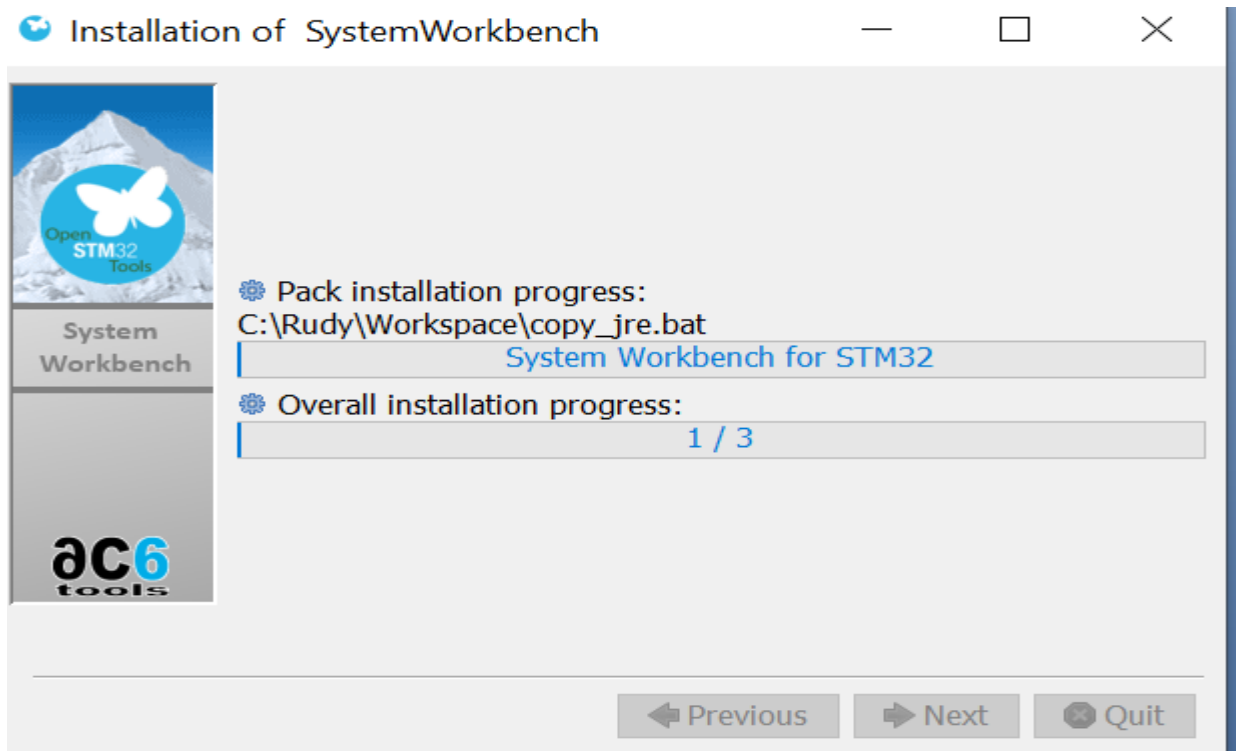 Installation of SystemWorkbench
Open
STM32
Tools
System
Workbench
ac6
tools
Pack installation progress:
C:\Rudy\Workspace\copy_jre.bat
System Workbench for STM32
Overall installation progress:
1 / 3
Previous
Next
Quit